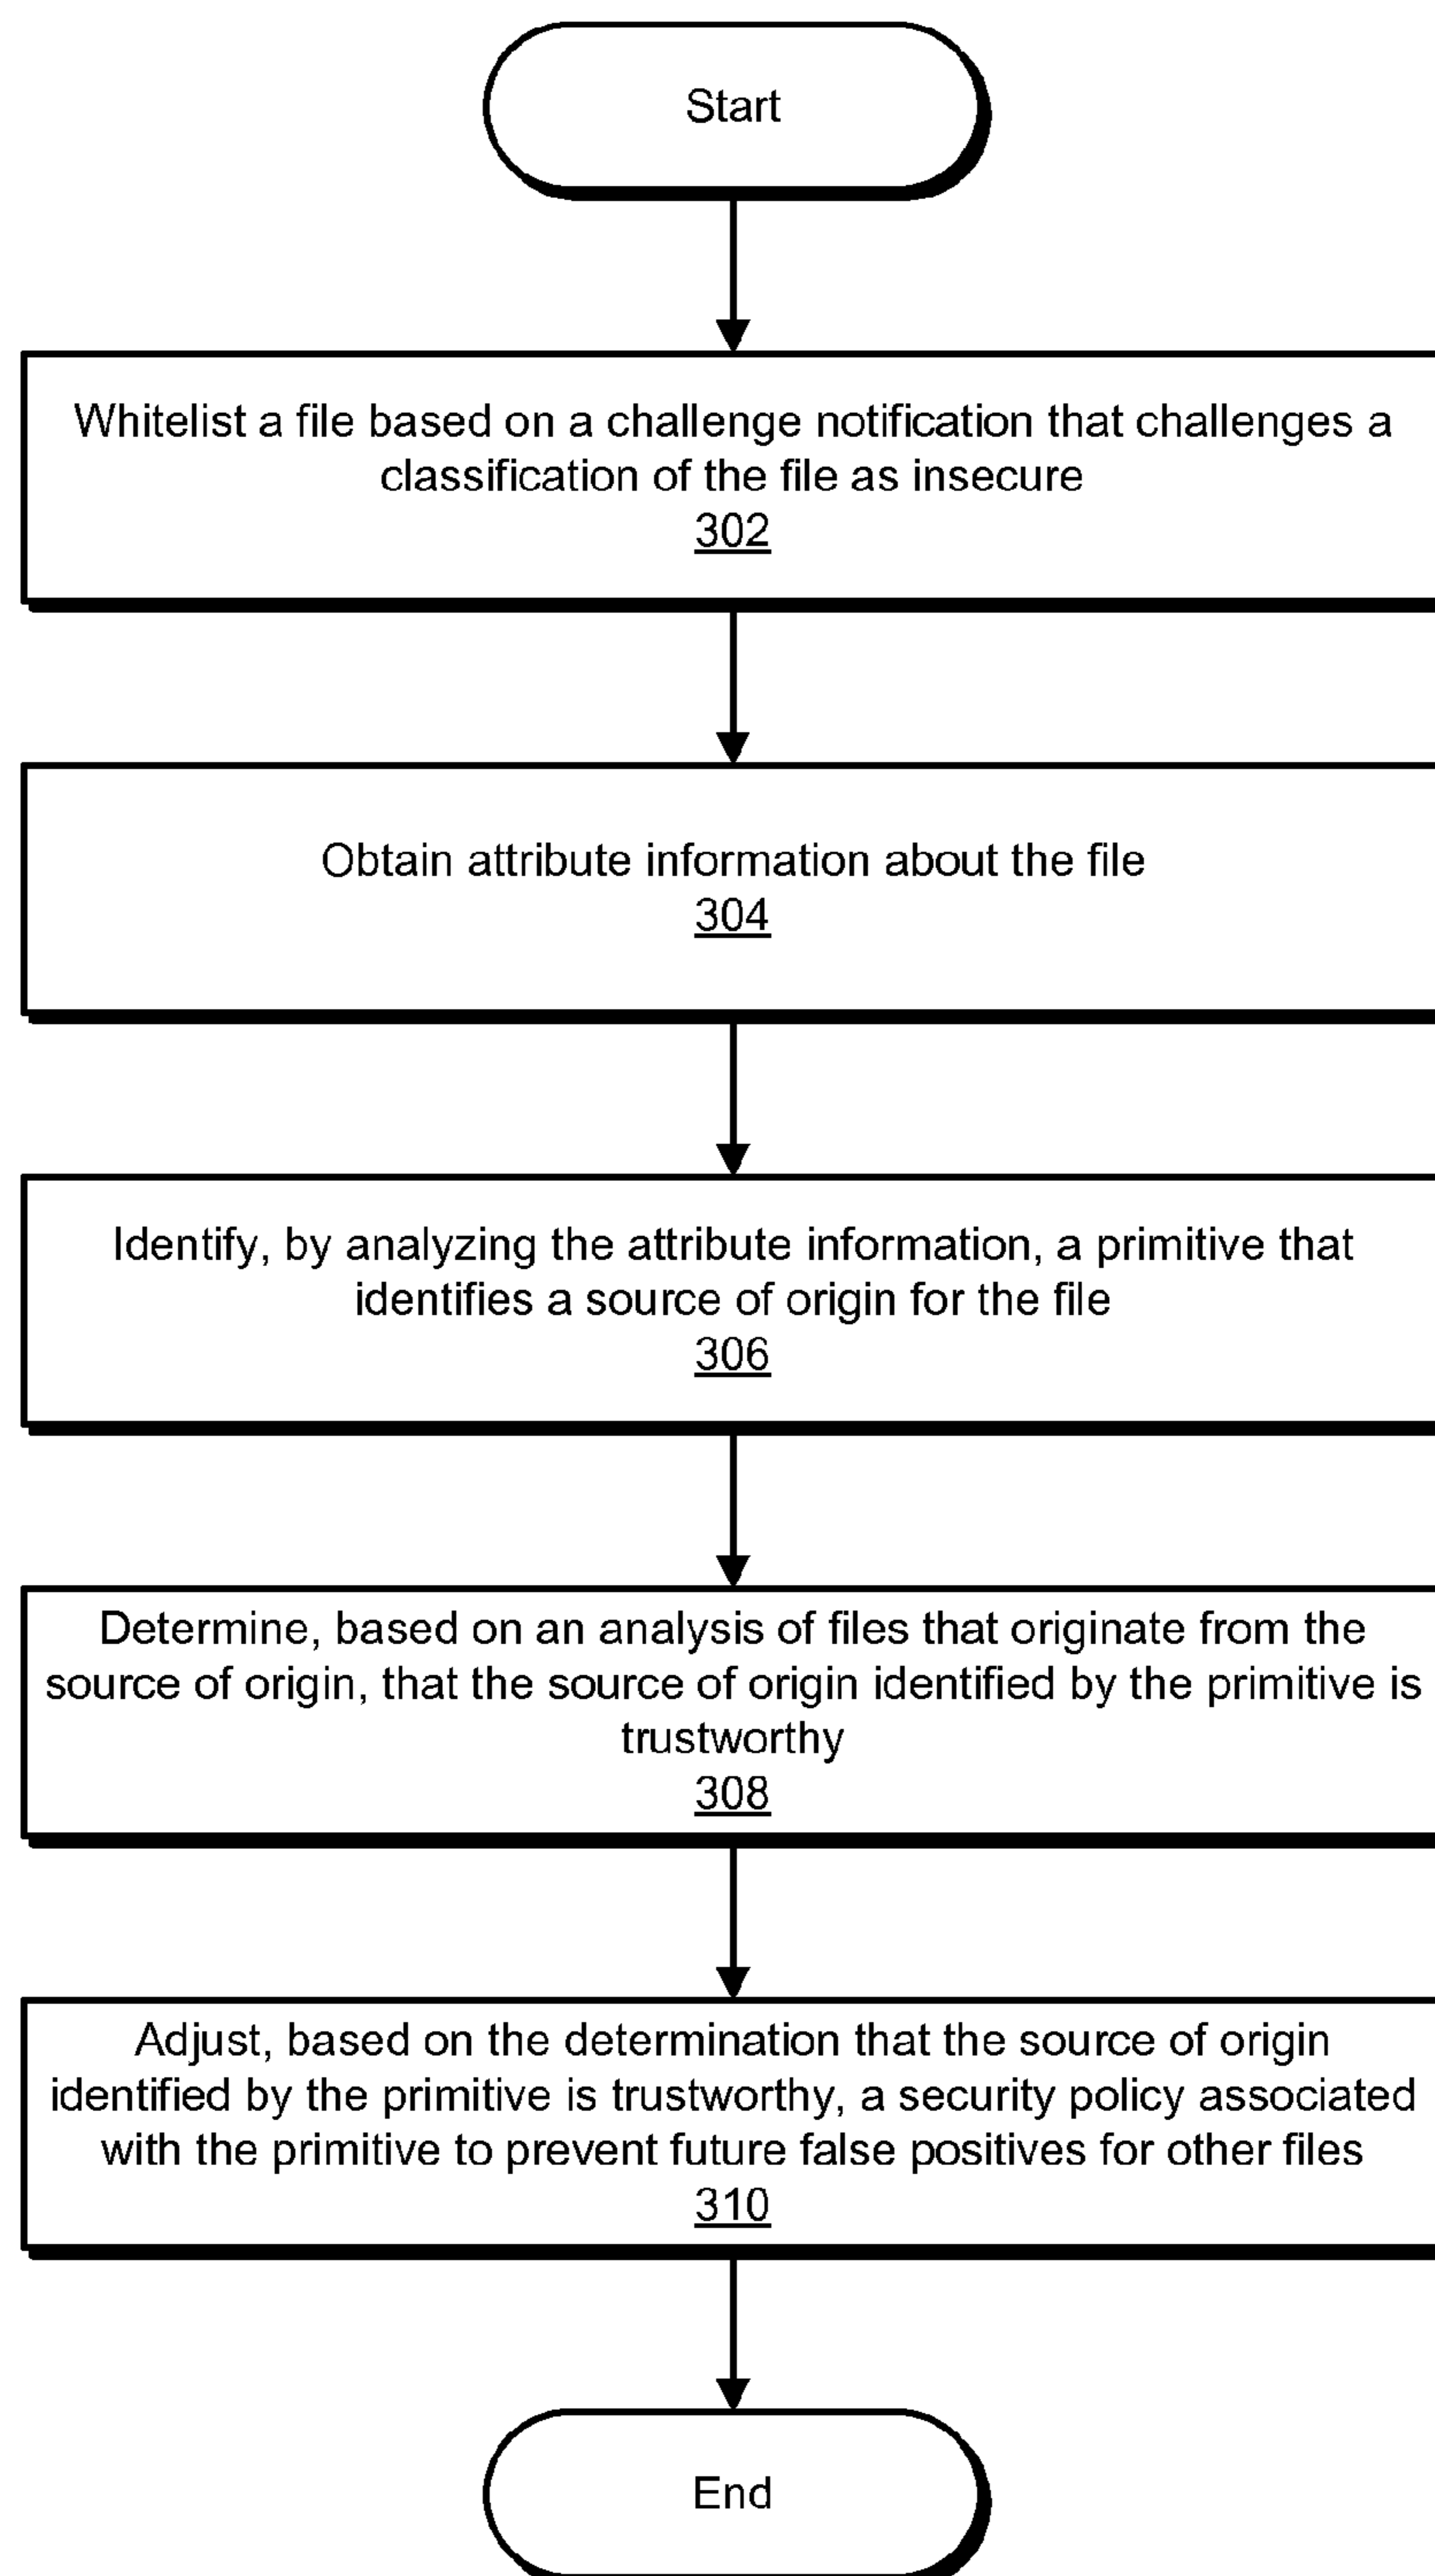 Start
Whitelist a file based on a challenge notification that challenges a
classification of the file as insecure
302
Obtain attribute information about the file
304
Identify, by analyzing the attribute information, a primitive that
identifies a source of origin for the file
306
Determine, based on an analysis of files that originate from the
source of origin, that the source of origin identified by the primitive is
trustworthy
308
Adjust, based on the determination that the source of origin
identified by the primitive is trustworthy, a security policy associated
with the primitive to prevent future false positives for other files
310
End